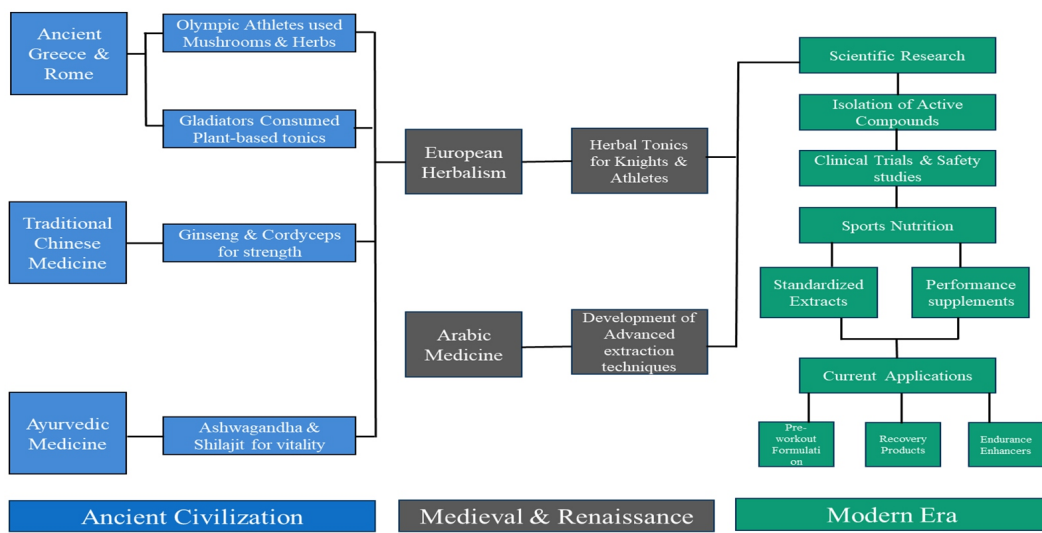 Ancient
Greece &
Rome
Olympic Athletes used
Mushrooms & Herbs
Gladiators Consumed
Plant-based tonics
Traditional
Chinese
Medicine
Ginseng & Cordyceps
for strength
Ayurvedic
Medicine
Ashwagandha &
Shilajit for vitality
European
Herbalism
Herbal Tonics
for Knights &
Athletes
Arabic
Medicine
Development of
Advanced
extraction
techniques
Scientific Research
Isolation of Active
Compounds
Clinical Trials & Safety
studies
Sports Nutrition
Standardized
Extracts
Performance
supplements
Current Applications
Pre-
workout
Formulati
on
Recovery
Products
Endurance
Enhancers
Ancient Civilization
Medieval & Renaissance
Modern Era